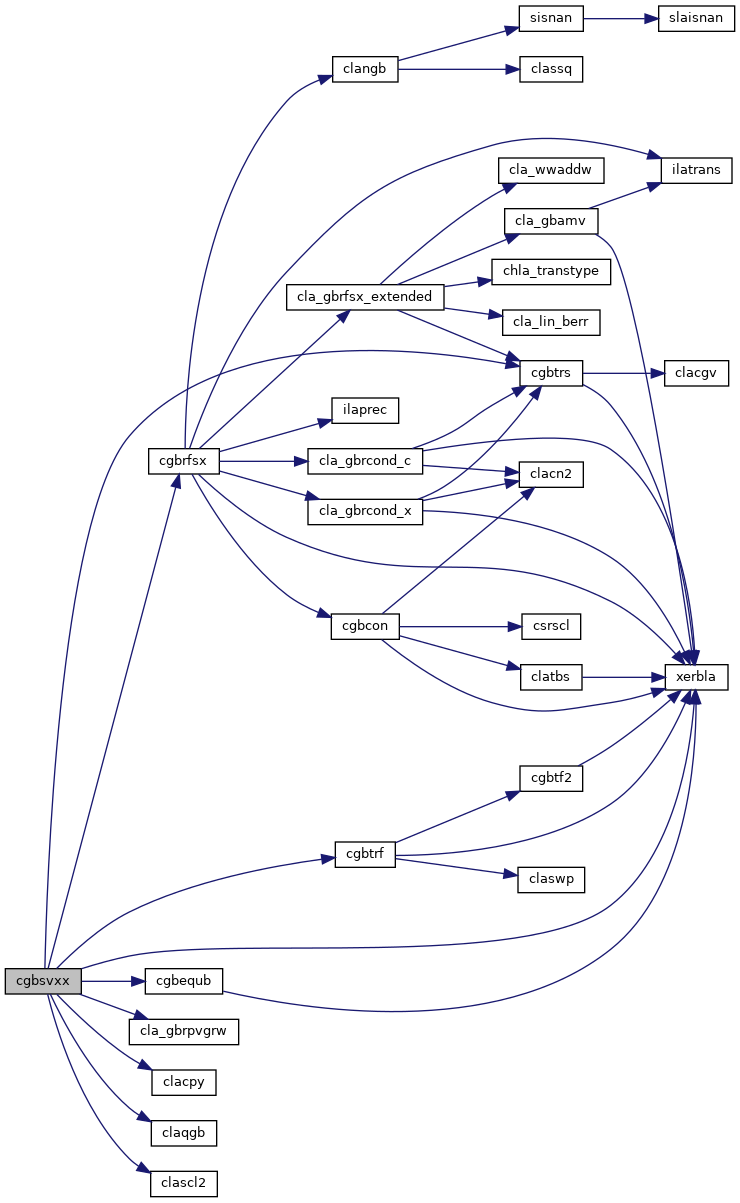 sisnan
slaisnan
clangb
classq
cla_wwaddw
ilatrans
cla_gbamv
chla_transtype
cla_gbrfsx_extended
cla_lin_berr
cgbtrs
clacgv
ilaprec
cgbrfsx
cla_gbrcond_c
clacn2
cla_gbrcond_x
cgbcon
csrscl
clatbs
xerbla
cgbtf2
cgbtrf
claswp
cgbsvxx
cgbequb
cla_gbrpvgrw
clacpy
claqgb
clascl2